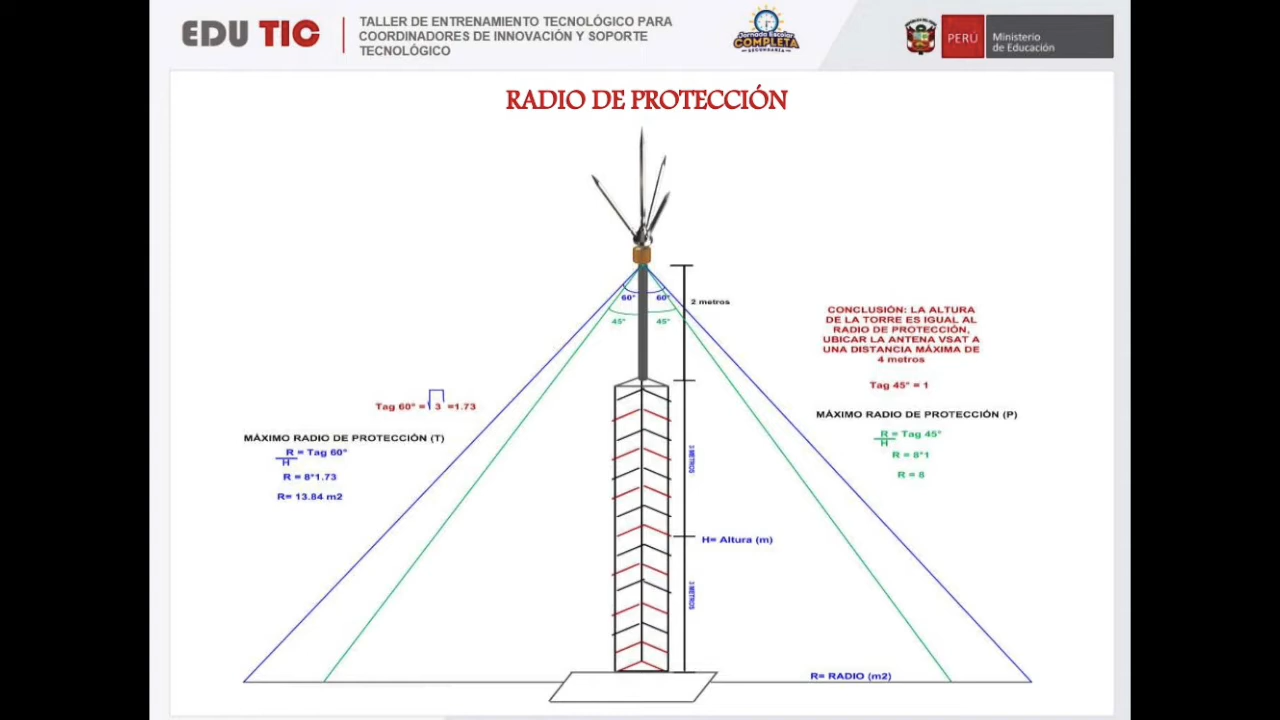 EDU TIC
TALLER DE ENTRENAMIENTO TECNOLÓGICO PARA
COORDINADORES DE INNOVACIÓN Y SOPORTE
TECNOLÓGICO
Jornada Escolar
COMPLETA
SECUNDARIA
PERÚ
Ministerio
de Educación
RADIO DE PROTECCIÓN
60°
60°
2 metros
45°
45°
CONCLUSIÓN: LA ALTURA
DE LA TORRE ES IGUAL AL
RADIO DE PROTECCIÓN,
UBICAR LA ANTENA VSAT A
UNA DISTANCIA MÁXIMA DE
4 metros
Tag 45° = 1
Tag 60° = √3 =1.73
MÁXIMO RADIO DE PROTECCIÓN (P)
R = Tag 45°
H
R = 8*1
R = 8
MÁXIMO RADIO DE PROTECCIÓN (T)
R = Tag 60°
H
R = 8*1.73
R= 13.84 m2
3 METROS
H= Altura (m)
3 METROS
R= RADIO (m2)